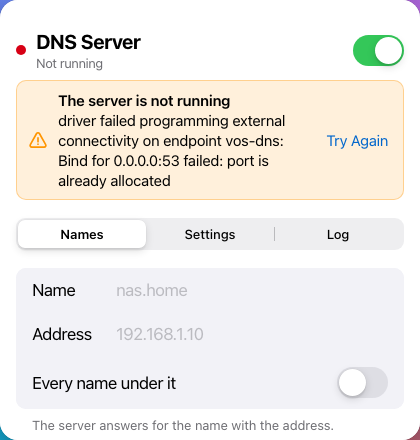 DNS Server
Not running
The server is not running
driver failed programming external
connectivity on endpoint vos-dns:
Bind for 0.0.0.0:53 failed: port is
already allocated
Try Again
Names Settings Log
Name nas.home
Address 192.168.1.10
Every name under it
The server answers for the name with the address.